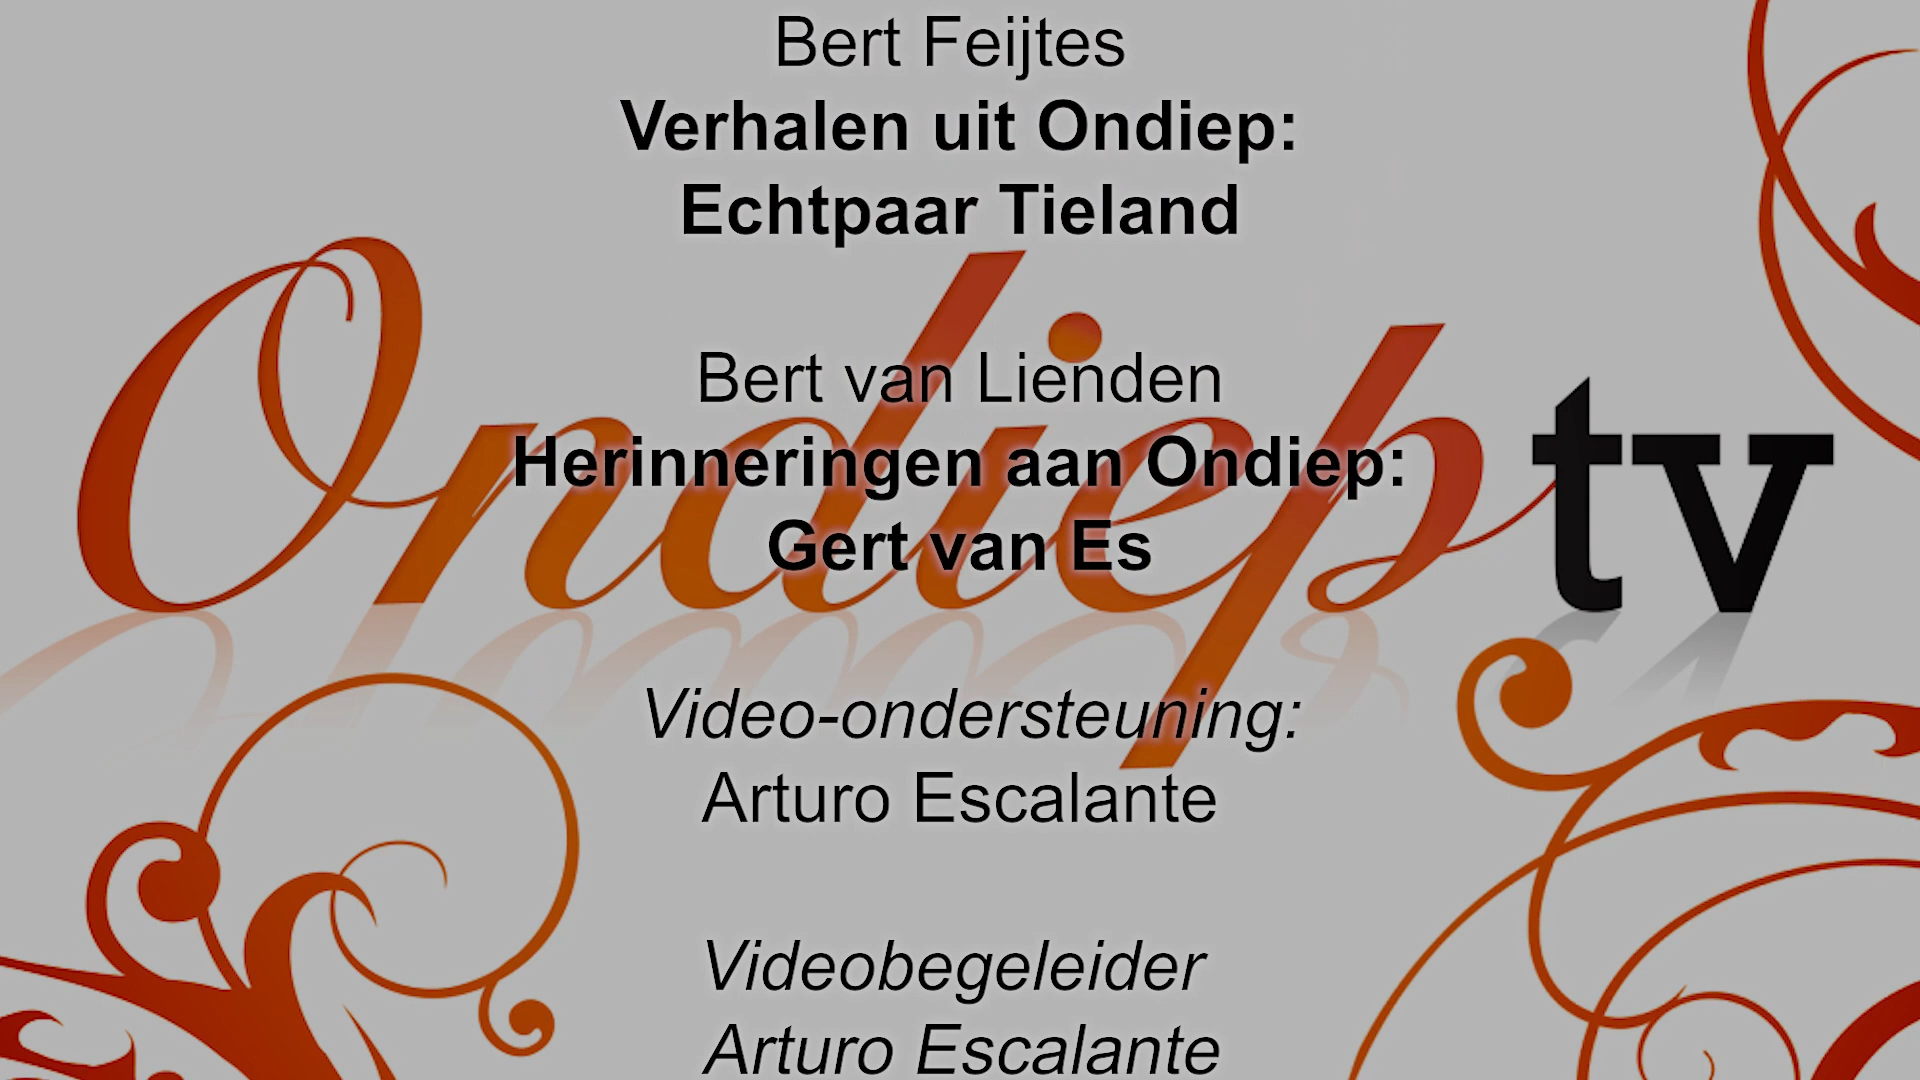 Bert Feijtes
Verhalen uit Ondiep:
Echtpaar Tieland
Bert van Lienden
Herinneringen aan Ondiep:
Gert van Es
Ondiep tv
Video-ondersteuning:
Arturo Escalante
Videobegeleider
Arturo Escalante